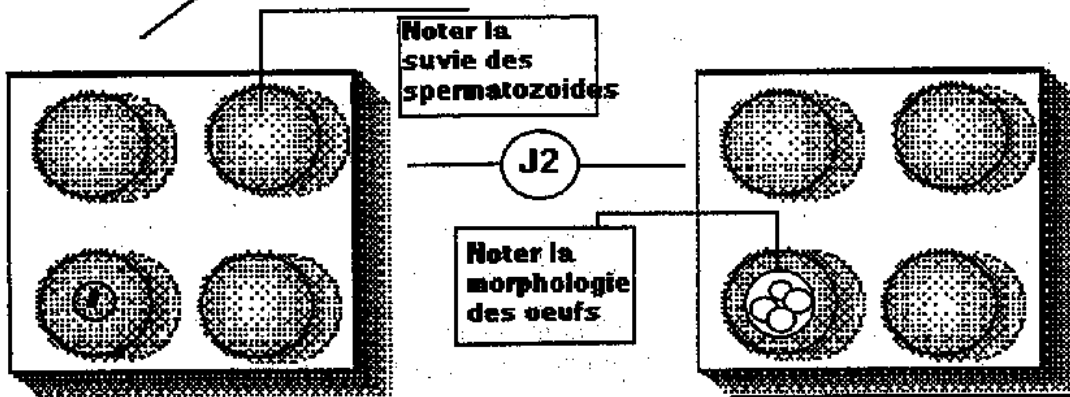 Noter la
suvie des
spermatozoides
J2
Noter la
morphologie
des oeufs